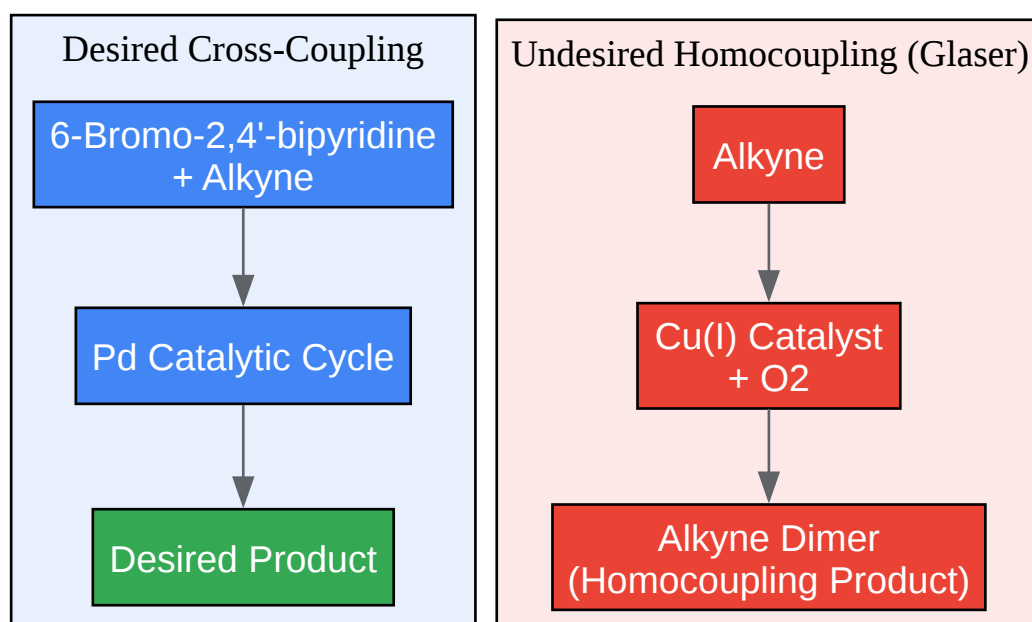 Desired Cross-Coupling
6-Bromo-2,4'-bipyridine
+ Alkyne
Pd Catalytic Cycle
Desired Product
Undesired Homocoupling (Glaser)
Alkyne
Cu(I) Catalyst
+ O2
Alkyne Dimer
(Homocoupling Product)